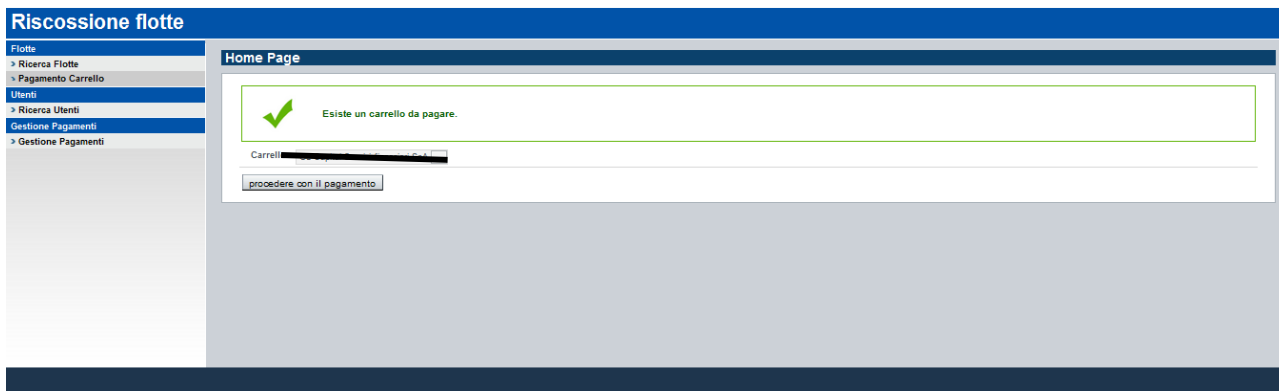 Riscossione flotte
Flotte
» Ricerca Flotte
» Pagamento Carrello
Utenti
» Ricerca Utenti
Gestione Pagamenti
» Gestione Pagamenti
Home Page
Esiste un carrello da pagare.
procedere con il pagamento